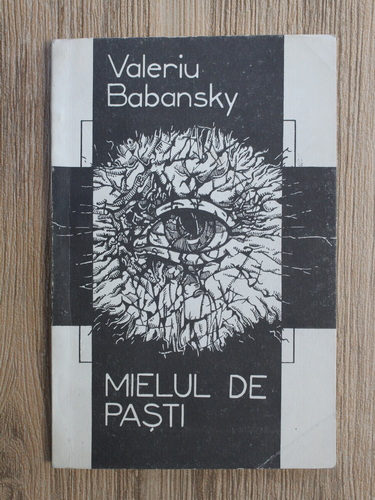 Valeriu
Babansky
MIELUL DE
PAȘTI